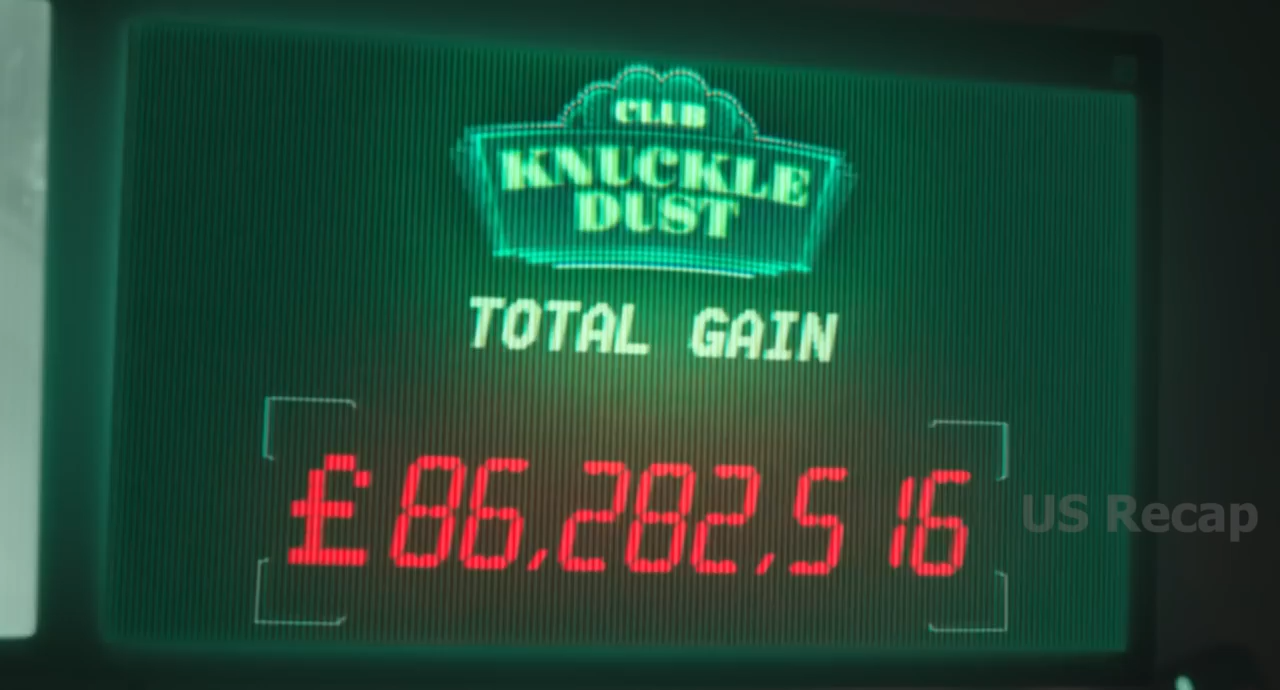 CLUB
KNUCKLE
DUST
TOTAL GAIN
£86,282,516
US Recap